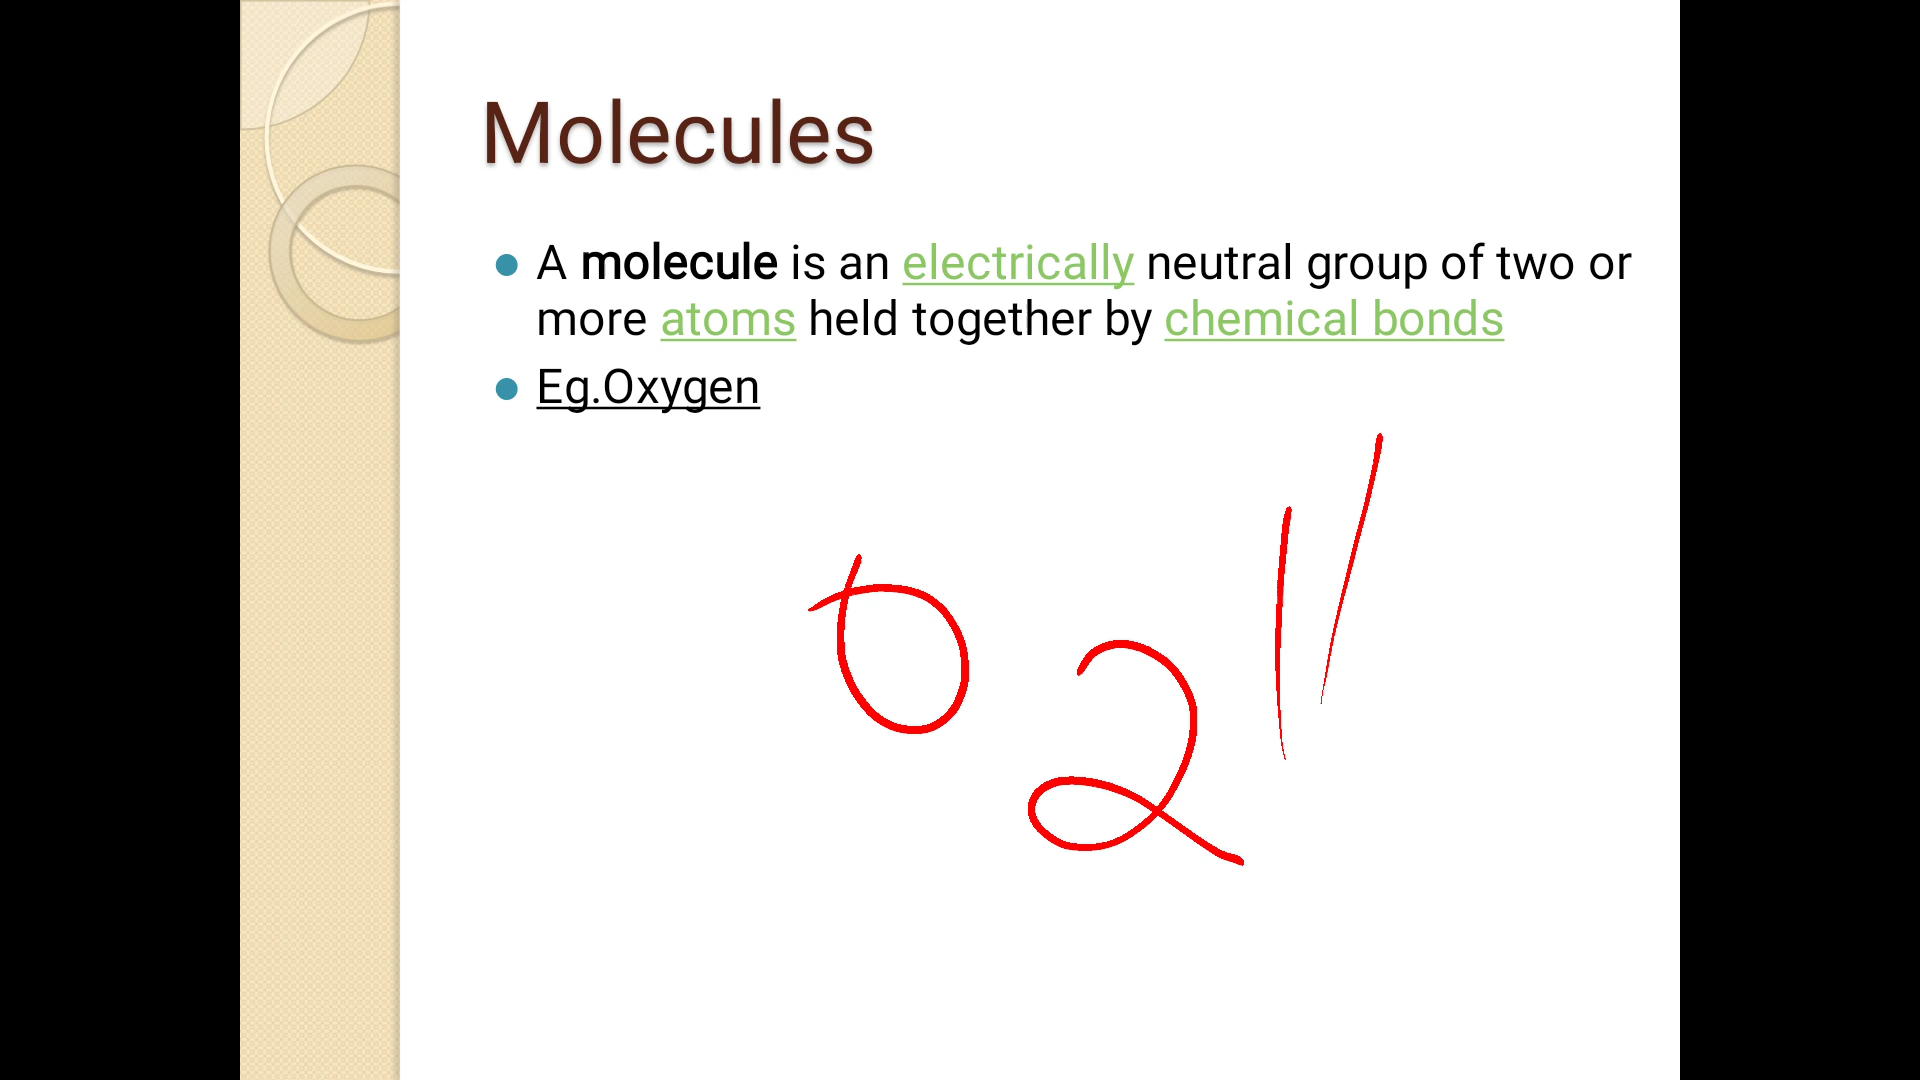 Molecules
A molecule is an electrically neutral group of two or
more atoms held together by chemical bonds
Eg.Oxygen
O 2 //